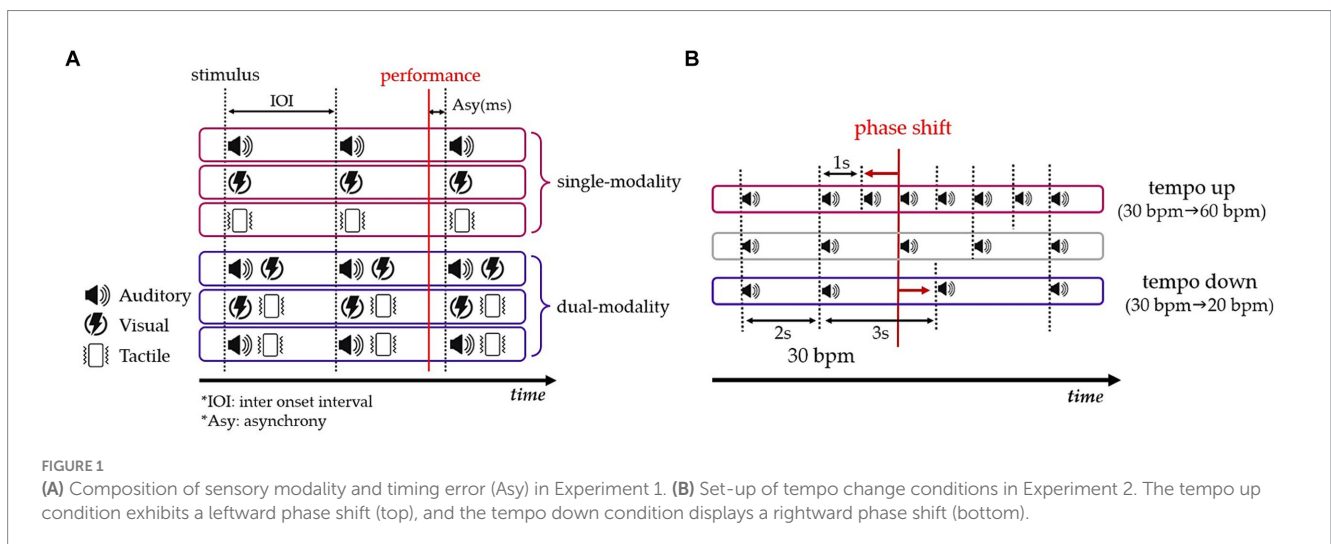 A
stimulus
performance
IOI
Asy(ms)
single-modality
dual-modality
Auditory
Visual
Tactile
time
*IOI: inter onset interval
*Asy: asynchrony
B
phase shift
1s
tempo up
(30 bpm→60 bpm)
tempo down
(30 bpm→20 bpm)
2s
3s
30 bpm
time
FIGURE 1
(A) Composition of sensory modality and timing error (Asy) in Experiment 1. (B) Set-up of tempo change conditions in Experiment 2. The tempo up
condition exhibits a leftward phase shift (top), and the tempo down condition displays a rightward phase shift (bottom).